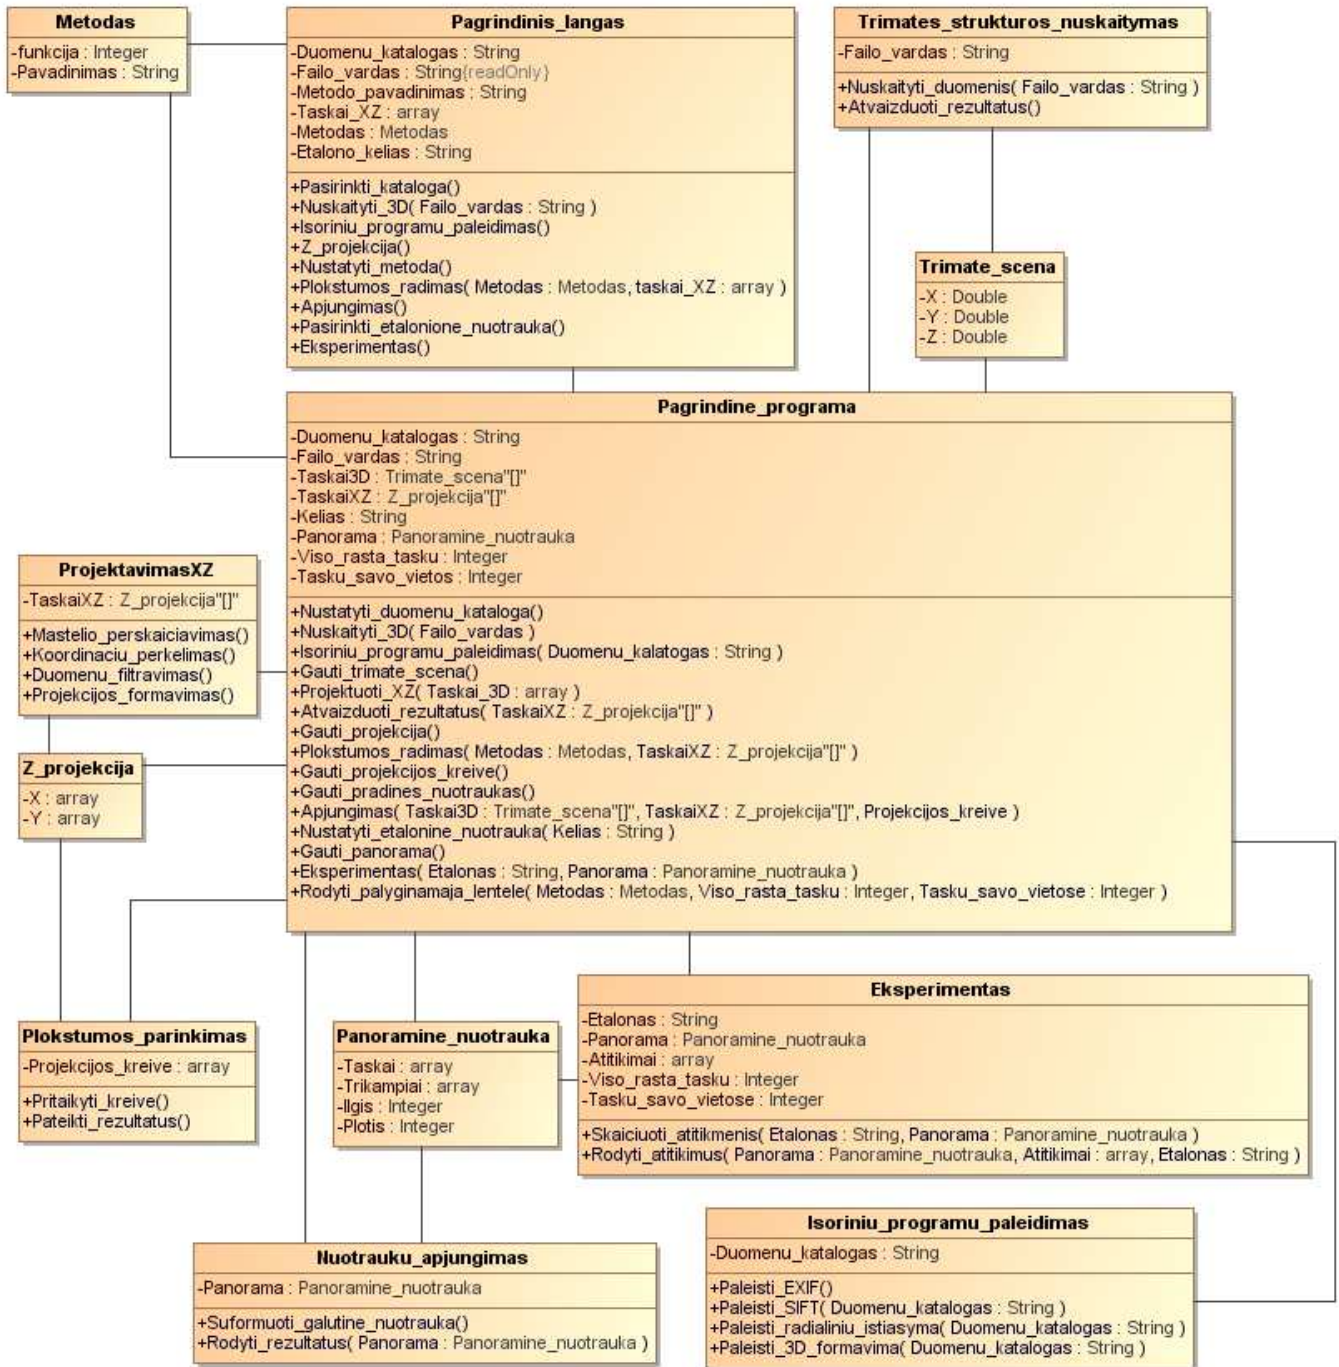 Metodas
-funkcija : Integer
-Pavadinimas : String
Pagrindinis_langas
-Duomenu_katalogas : String
-Failo_vardas : String{readOnly}
-Metodo_pavadinimas : String
-Taskai_XZ : array
-Metodas : Metodas
-Etalono_kelias : String
+Pasirinkti_kataloga()
+Nuskaityti_3D( Failo_vardas : String )
+Isoriniu_programu_paleidimas()
+Z_projekcija()
+Nustatyti_metoda()
+Plokstumos_radimas( Metodas : Metodas, taskai_XZ : array )
+Apjungimas()
+Pasirinkti_etalonione_nuotrauka()
+Eksperimentas()
Trimates_strukturos_nuskaitymas
-Failo_vardas : String
+Nuskaityti_duomenis( Failo_vardas : String )
+Atvaizduoti_rezultatus()
Trimate_scena
-X : Double
-Y : Double
-Z : Double
Pagrindine_programa
-Duomenu_katalogas : String
-Failo_vardas : String
-Taskai3D : Trimate_scena"[]"
-TaskaiXZ : Z_projekcija"[]"
-Kelias : String
-Panorama : Panoramine_nuotrauka
-Viso_rasta_tasku : Integer
-Tasku_savo_vietos : Integer
+Nustatyti_duomenu_kataloga()
+Nuskaityti_3D( Failo_vardas )
+Isoriniu_programu_paleidimas( Duomenu_kalatogas : String )
+Gauti_trimate_scena()
+Projektuoti_XZ( Taskai_3D : array )
+Atvaizduoti_rezultatus( TaskaiXZ : Z_projekcija"[]" )
+Gauti_projekcija()
+Plokstumos_radimas( Metodas : Metodas, TaskaiXZ : Z_projekcija"[]" )
+Gauti_projekcijos_kreive()
+Gauti_pradines_nuotraukas()
+Apjungimas( Taskai3D : Trimate_scena"[]", TaskaiXZ : Z_projekcija"[]", Projekcijos_kreive )
+Nustatyti_etalonine_nuotrauka( Kelias : String )
+Gauti_panorama()
+Eksperimentas( Etalonas : String, Panorama : Panoramine_nuotrauka )
+Rodyti_palyginamaja_lentele( Metodas : Metodas, Viso_rasta_tasku : Integer, Tasku_savo_vietose : Integer )
ProjektavimasXZ
-TaskaiXZ : Z_projekcija"[]"
+Mastelio_perskaiciavimas()
+Koordinaciu_perkelimas()
+Duomenu_filtravimas()
+Projekcijos_formavimas()
Z_projekcija
-X : array
-Y : array
Plokstumos_parinkimas
-Projekcijos_kreive : array
+Pritaikyti_kreive()
+Pateikti_rezultatus()
Panoramine_nuotrauka
-Taskai : array
-Trikampiai : array
-Ilgis : Integer
-Plotis : Integer
Eksperimentas
-Etalonas : String
-Panorama : Panoramine_nuotrauka
-Atitikimai : array
-Viso_rasta_tasku : Integer
-Tasku_savo_vietose : Integer
+Skaiciuoti_atitikmenis( Etalonas : String, Panorama : Panoramine_nuotrauka )
+Rodyti_atitikimus( Panorama : Panoramine_nuotrauka, Atitikimai : array, Etalonas : String )
Nuotrauku_apjungimas
-Panorama : Panoramine_nuotrauka
+Suformuoti_galutine_nuotrauka()
+Rodyti_rezultatus( Panorama : Panoramine_nuotrauka )
Isoriniu_programu_paleidimas
-Duomenu_katalogas : String
+Paleisti_EXIF()
+Paleisti_SIFT( Duomenu_katalogas : String )
+Paleisti_radialiniu_istiasyma( Duomenu_katalogas : String )
+Paleisti_3D_formavima( Duomenu_katalogas : String )